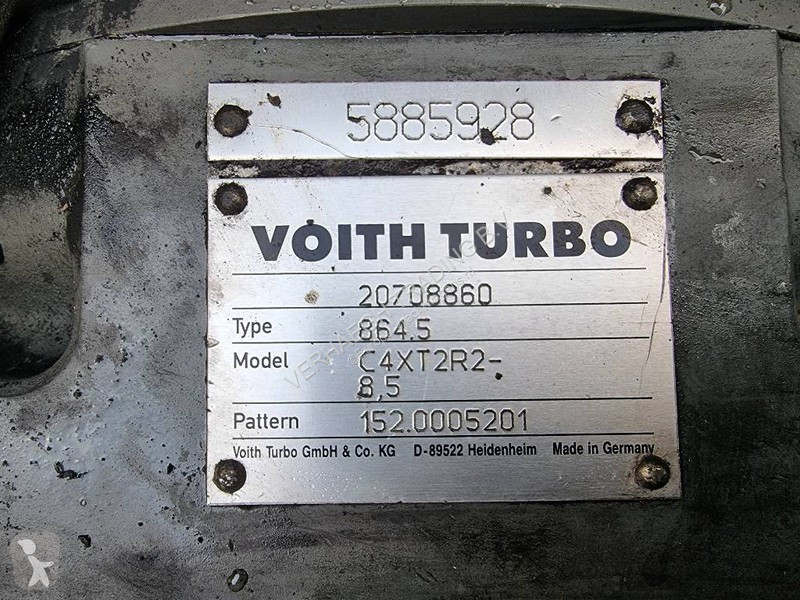 5885928
VOITH TURBO
20708860
Type 864.5
Model C4XT2R2-
8,5
Pattern 152.0005201
Voith Turbo GmbH & Co. KG D-89522 Heidenheim Made in Germany